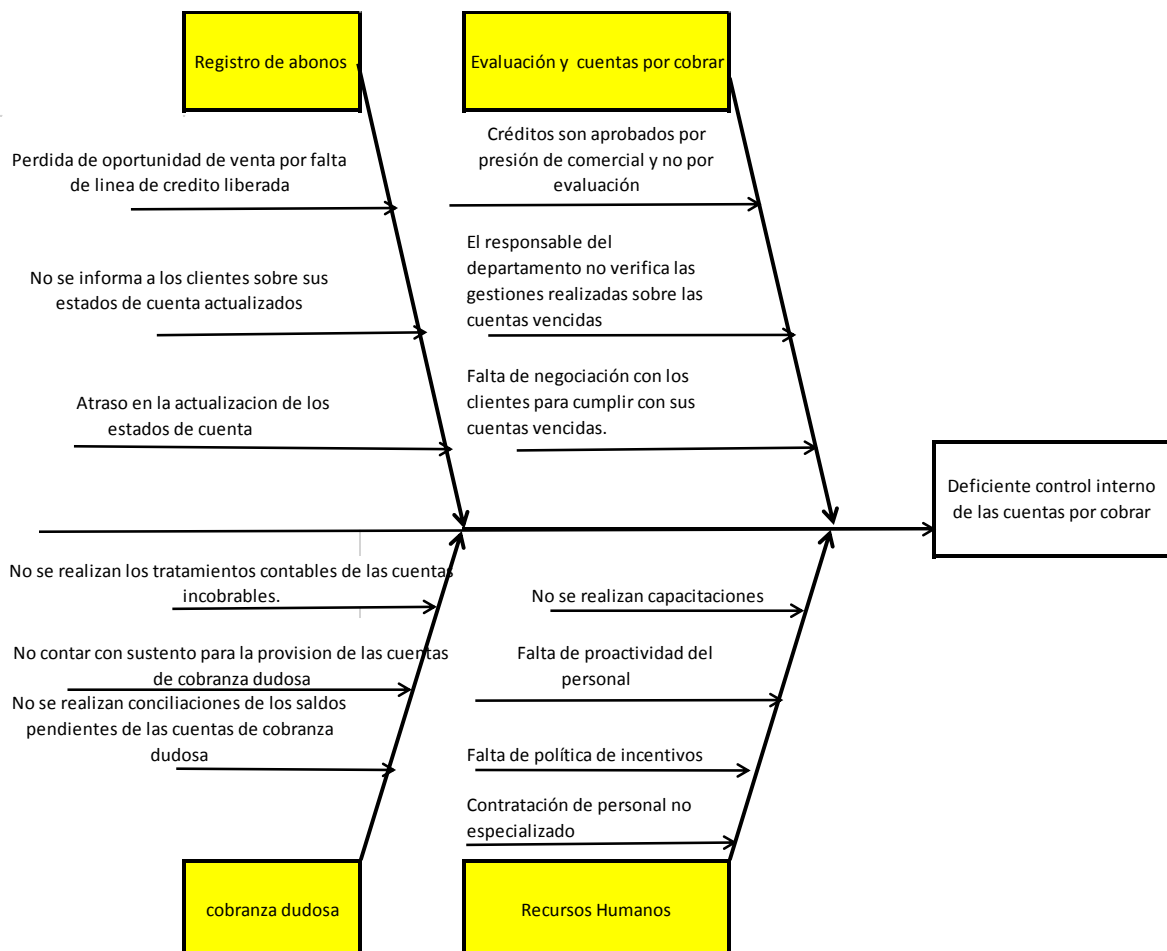 Registro de abonos
Evaluación y cuentas por cobrar
Perdida de oportunidad de venta por falta
de linea de credito liberada
No se informa a los clientes sobre sus
estados de cuenta actualizados
Atraso en la actualizacion de los
estados de cuenta
Créditos son aprobados por
presión de comercial y no por
evaluación
El responsable del
departamento no verifica las
gestiones realizadas sobre las
cuentas vencidas
Falta de negociación con los
clientes para cumplir con sus
cuentas vencidas.
Deficiente control interno
de las cuentas por cobrar
No se realizan los tratamientos contables de las cuentas
incobrables.
No contar con sustento para la provision de las cuentas
de cobranza dudosa
No se realizan conciliaciones de los saldos
pendientes de las cuentas de cobranza
dudosa
No se realizan capacitaciones
Falta de proactividad del
personal
Falta de política de incentivos
Contratación de personal no
especializado
cobranza dudosa
Recursos Humanos